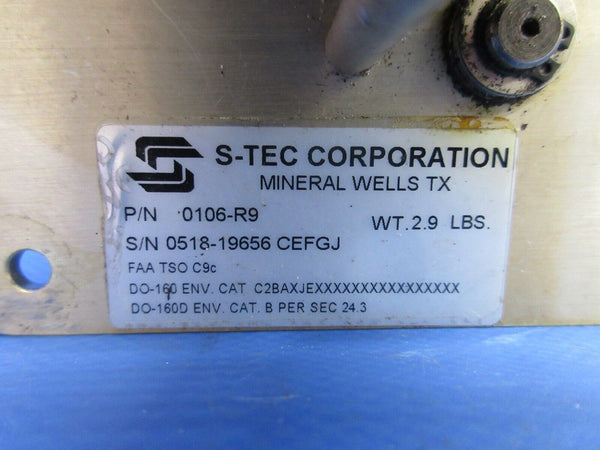 S-TEC CORPORATION
MINERAL WELLS TX
P/N 0106-R9 WT. 2.9 LBS.
S/N 0518-19656 CEFGJ
FAA TSO C9c
DO-160 ENV. CAT. C2BAXJEXXXXXXXXXXXXXXXX
DO-160D ENV. CAT. B PER SEC 24.3